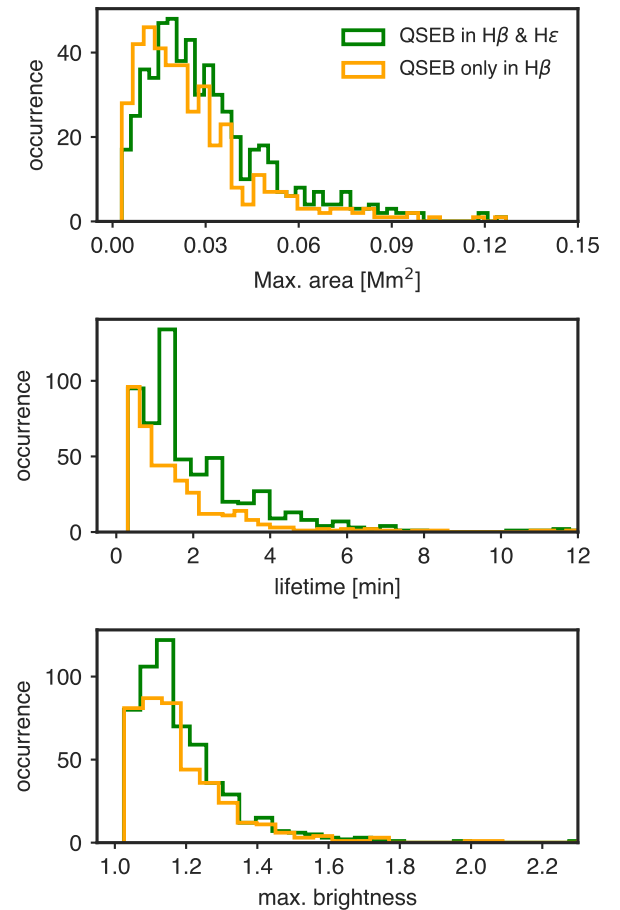 QSEB in Hβ & Hε
QSEB only in Hβ
occurrence
40
20
0
0.00 0.03 0.06 0.09 0.12 0.15
Max. area [Mm²]
occurrence
100
50
0
0 2 4 6 8 10 12
lifetime [min]
occurrence
100
50
0
1.0 1.2 1.4 1.6 1.8 2.0 2.2
max. brightness